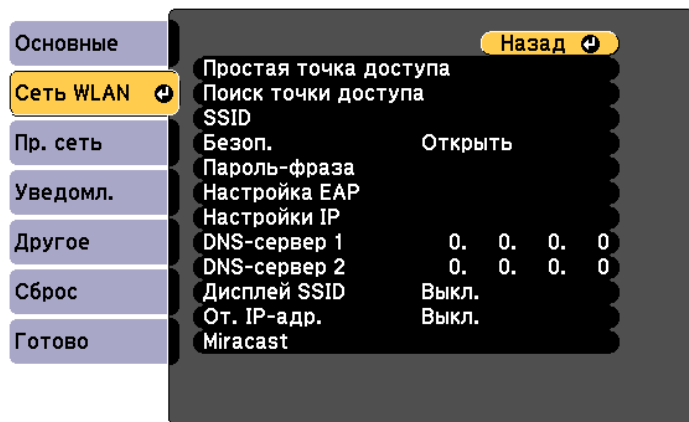 Основные
Сеть WLAN
Пр. сеть
Уведомл.
Другое
Сброс
Готово
Назад
Простая точка доступа
Поиск точки доступа
SSID
Безоп. Открыть
Пароль-фраза
Настройка EAP
Настройки IP
DNS-сервер 1 0. 0. 0. 0
DNS-сервер 2 0. 0. 0. 0
Дисплей SSID Выкл.
От. IP-адр. Выкл.
Miracast